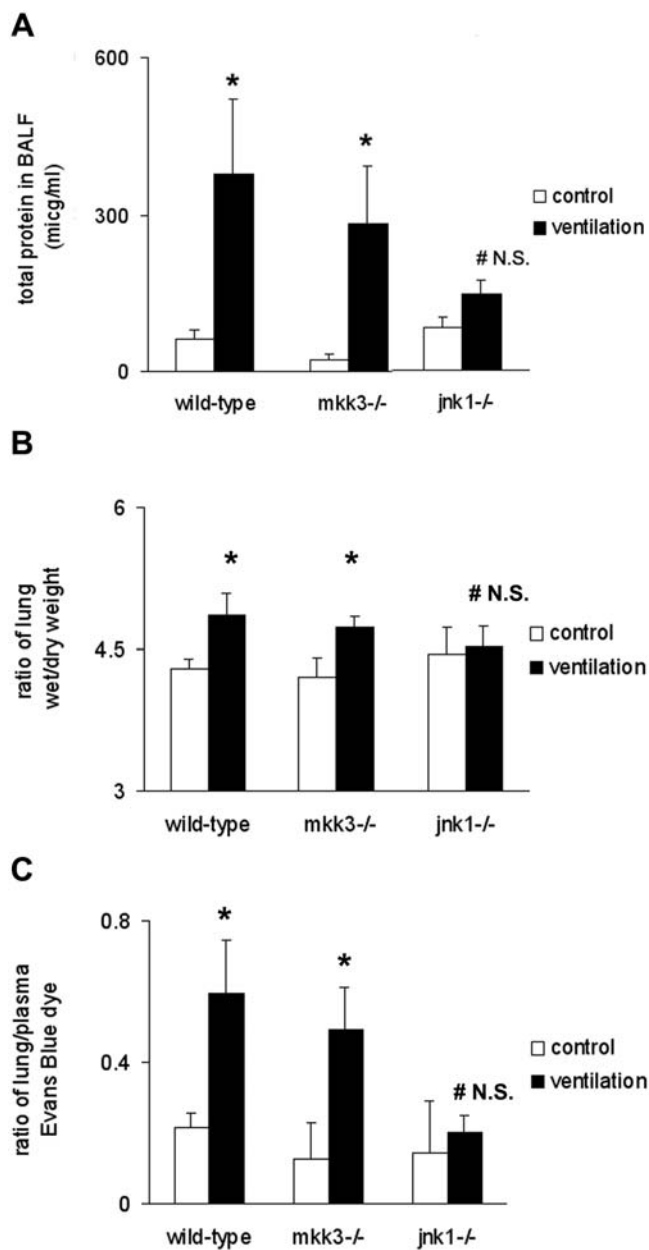 A
600
300
0
total protein in BALF
(micg/ml)
*
*
# N.S.
control
ventilation
wild-type
mkk3-/-
jnk1-/-
B
6
4.5
3
ratio of lung
wet/dry weight
*
*
# N.S.
control
ventilation
wild-type
mkk3-/-
jnk1-/-
C
0.8
0.4
0
ratio of lung/plasma
Evans Blue dye
*
*
# N.S.
control
ventilation
wild-type
mkk3-/-
jnk1-/-